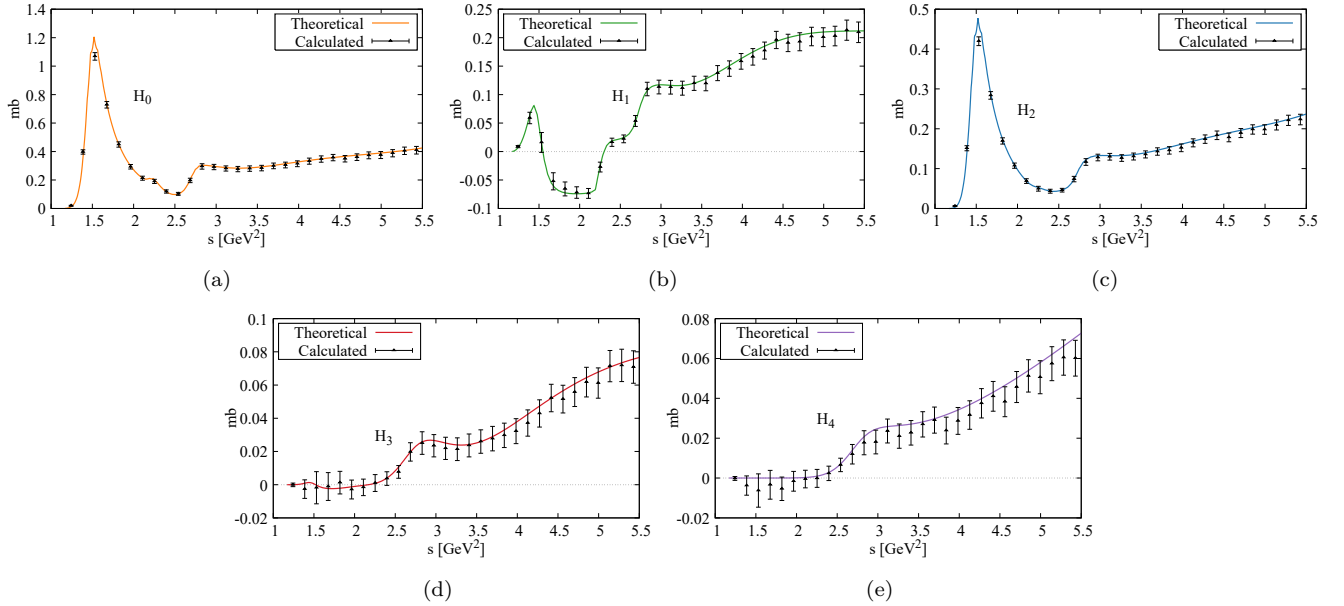 Theoretical
Calculated
H0
mb
0
0.2
0.4
0.6
0.8
1.0
1.2
1.4
1 1.5 2 2.5 3 3.5 4 4.5 5 5.5
s [GeV2]
(a)
Theoretical
Calculated
H1
mb
-0.1
-0.05
0
0.05
0.1
0.15
0.20
0.25
1 1.5 2 2.5 3 3.5 4 4.5 5 5.5
s [GeV2]
(b)
Theoretical
Calculated
H2
mb
0
0.1
0.2
0.3
0.4
0.5
1 1.5 2 2.5 3 3.5 4 4.5 5 5.5
s [GeV2]
(c)
Theoretical
Calculated
H3
mb
-0.02
0
0.02
0.04
0.06
0.08
0.1
1 1.5 2 2.5 3 3.5 4 4.5 5 5.5
s [GeV2]
(d)
Theoretical
Calculated
H4
mb
-0.02
0
0.02
0.04
0.06
0.08
1 1.5 2 2.5 3 3.5 4 4.5 5 5.5
s [GeV2]
(e)